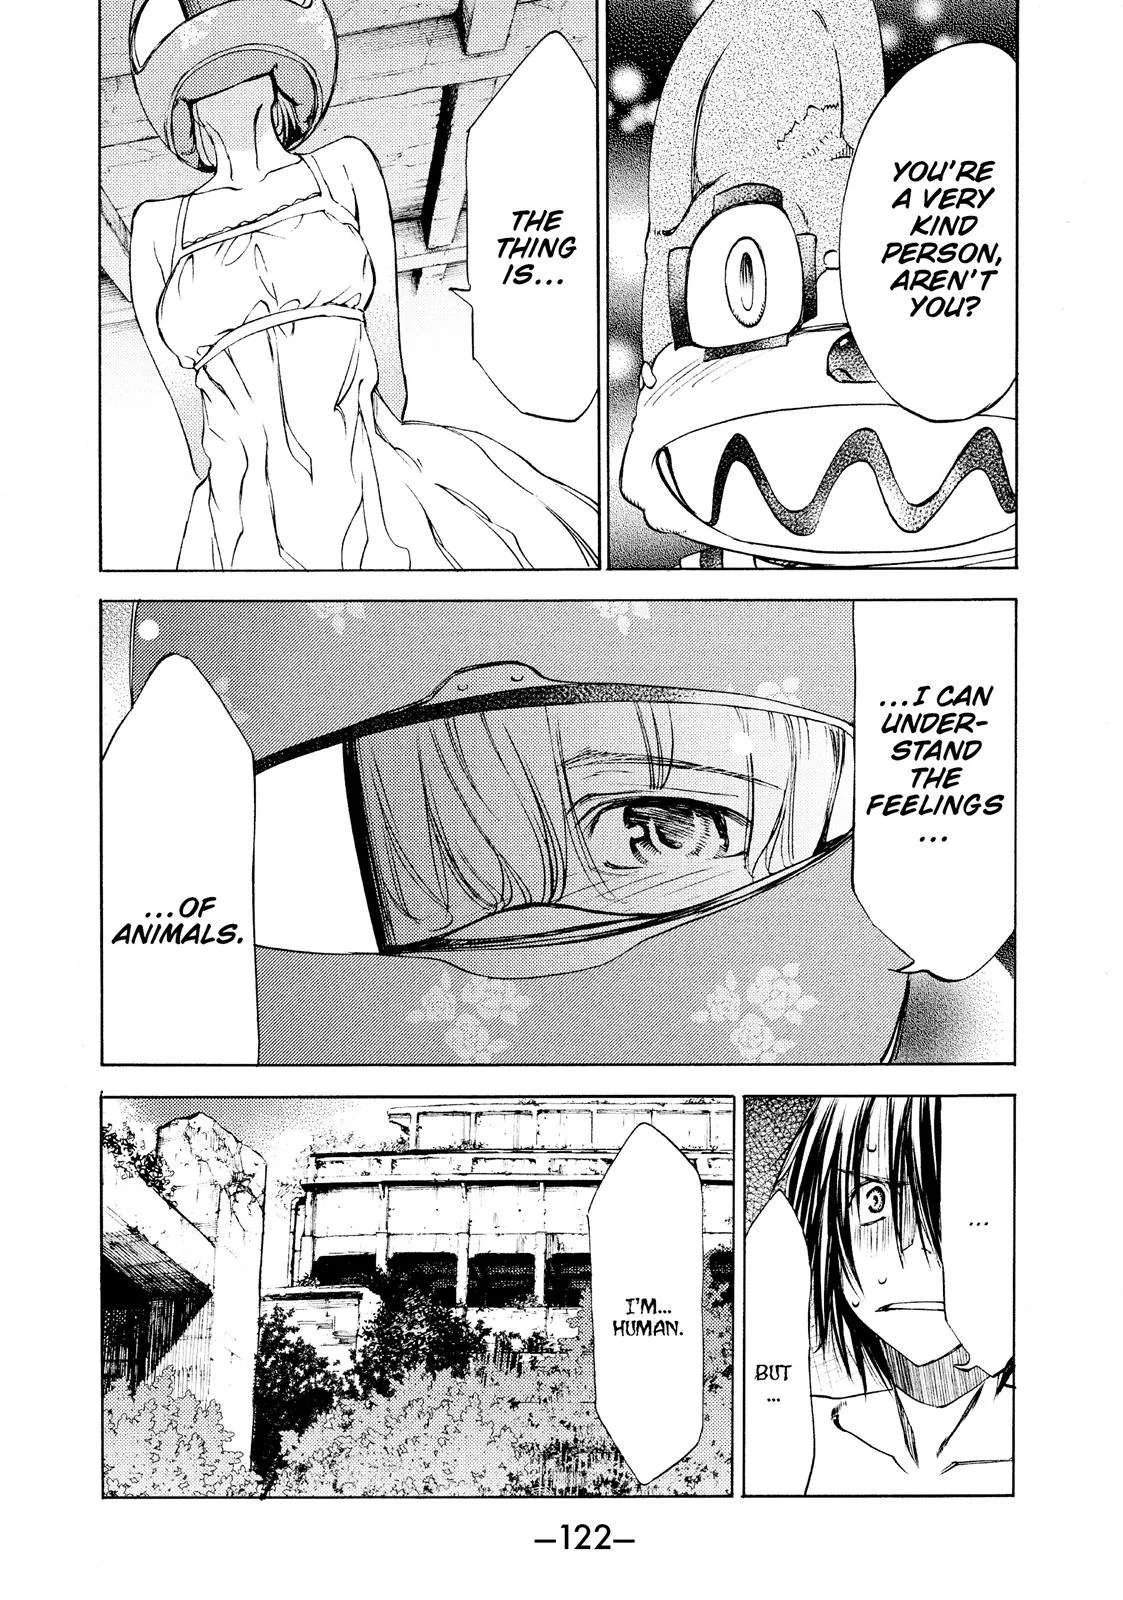 YOU'RE
A VERY
KIND
PERSON,
AREN'T
YOU?
THE
THING
IS...
...I CAN
UNDER-
STAND
THE
FEELINGS
...
...OF
ANIMALS.
...
BUT
...
I'M...
HUMAN.
—122—